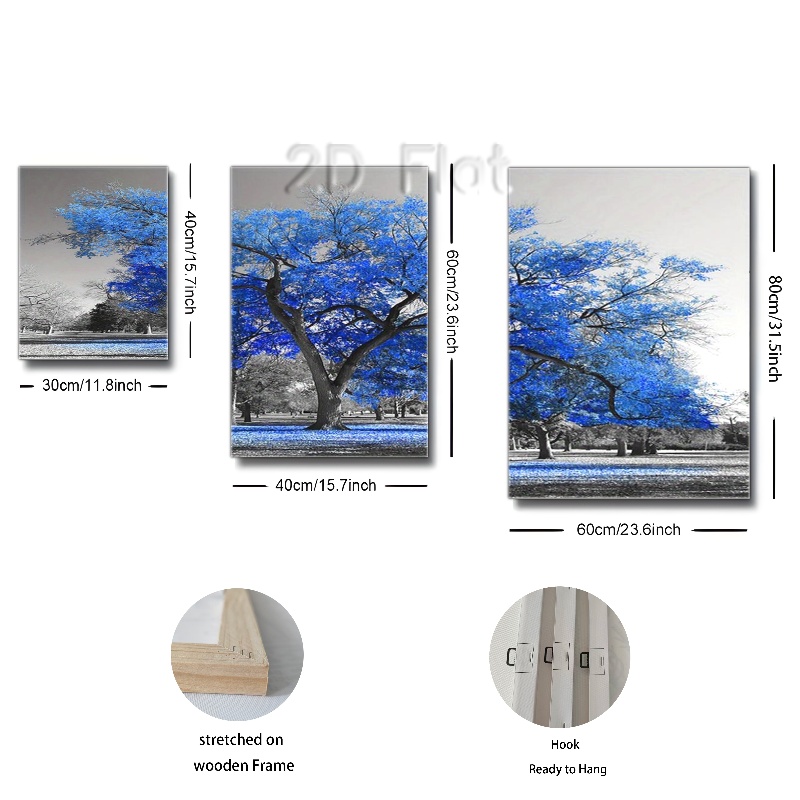 2D Flat
40cm/15.7inch
30cm/11.8inch
60cm/23.6inch
40cm/15.7inch
80cm/31.5inch
60cm/23.6inch
stretched on
wooden Frame
Hook
Ready to Hang